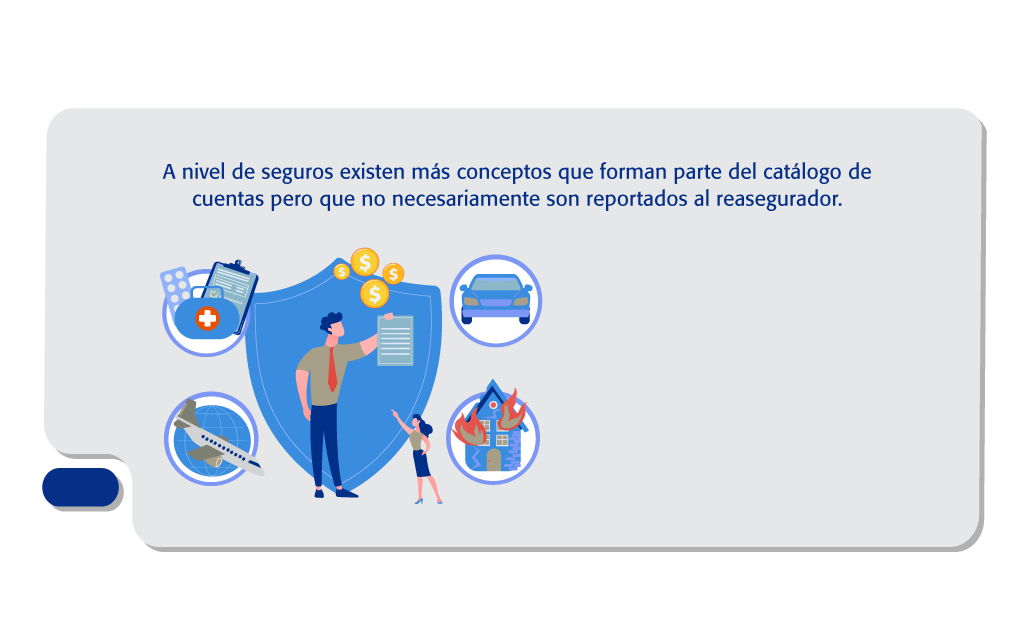 A nivel de seguros existen más conceptos que forman parte del catálogo de
cuentas pero que no necesariamente son reportados al reasegurador.
$
$
$
$